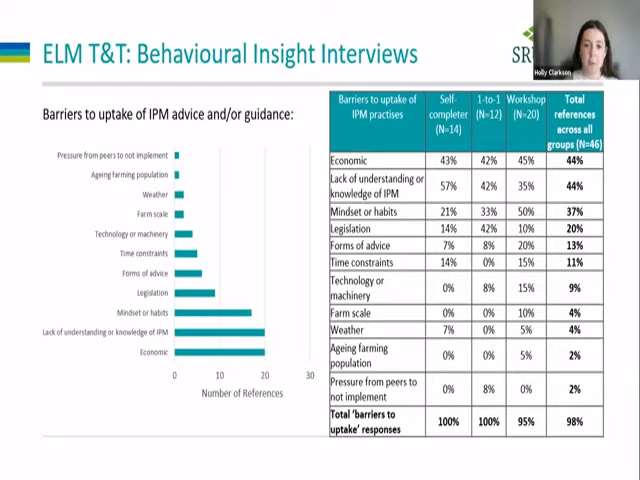 ELM T&T: Behavioural Insight Interviews
SR
Holly Clarkson
Barriers to uptake of IPM advice and/or guidance:
Pressure from peers to not implement
Ageing farming population
Weather
Farm scale
Technology or machinery
Time constraints
Forms of advice
Legislation
Mindset or habits
Lack of understanding or knowledge of IPM
Economic
0 10 20 30
Number of References
Barriers to uptake of Self- 1-to-1 Workshop Total
IPM practises completer (N=12) (N=20) references
(N=14) across all
groups (N=46)
Economic 43% 42% 45% 44%
Lack of understanding or
knowledge of IPM 57% 42% 35% 44%
Mindset or habits 21% 33% 50% 37%
Legislation 14% 42% 10% 20%
Forms of advice 7% 8% 20% 13%
Time constraints 14% 0% 15% 11%
Technology or
machinery 0% 8% 15% 9%
Farm scale 0% 0% 10% 4%
Weather 7% 0% 5% 4%
Ageing farming
population 0% 0% 5% 2%
Pressure from peers to
not implement 0% 8% 0% 2%
Total 'barriers to
uptake' responses 100% 100% 95% 98%